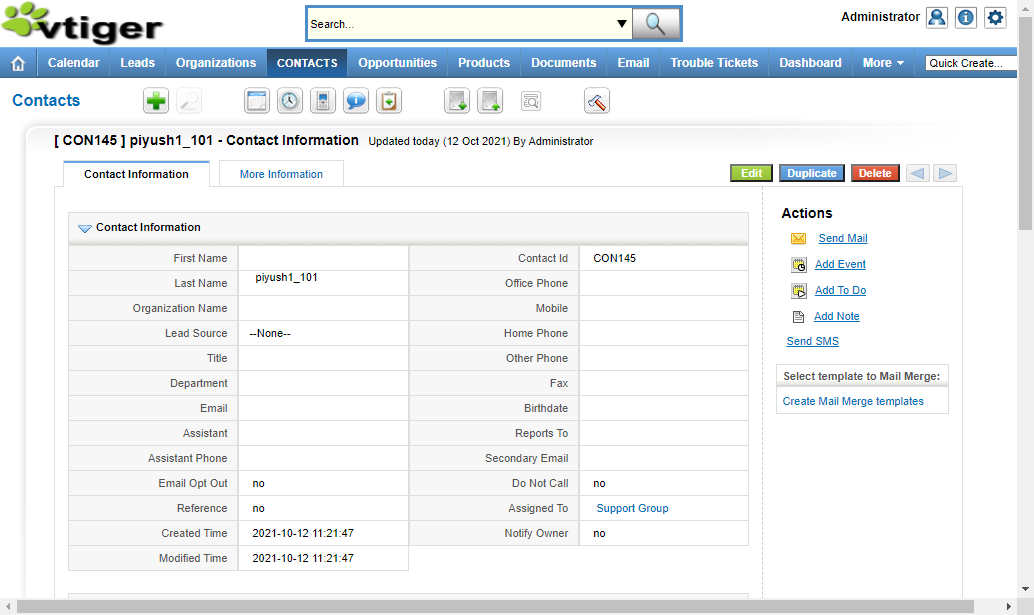 vtiger
Search...
Administrator
Calendar Leads Organizations CONTACTS Opportunities Products Documents Email Trouble Tickets Dashboard More Quick Create...
Contacts
[ CON145 ] piyush1_101 - Contact Information Updated today (12 Oct 2021) By Administrator
Contact Information More Information
Edit Duplicate Delete
Contact Information
First Name Contact Id CON145
Last Name piyush1_101 Office Phone
Organization Name Mobile
Lead Source --None-- Home Phone
Title Other Phone
Department Fax
Email Birthdate
Assistant Reports To
Assistant Phone Secondary Email
Email Opt Out no Do Not Call no
Reference no Assigned To Support Group
Created Time 2021-10-12 11:21:47 Notify Owner no
Modified Time 2021-10-12 11:21:47
Actions
Send Mail
Add Event
Add To Do
Add Note
Send SMS
Select template to Mail Merge:
Create Mail Merge templates